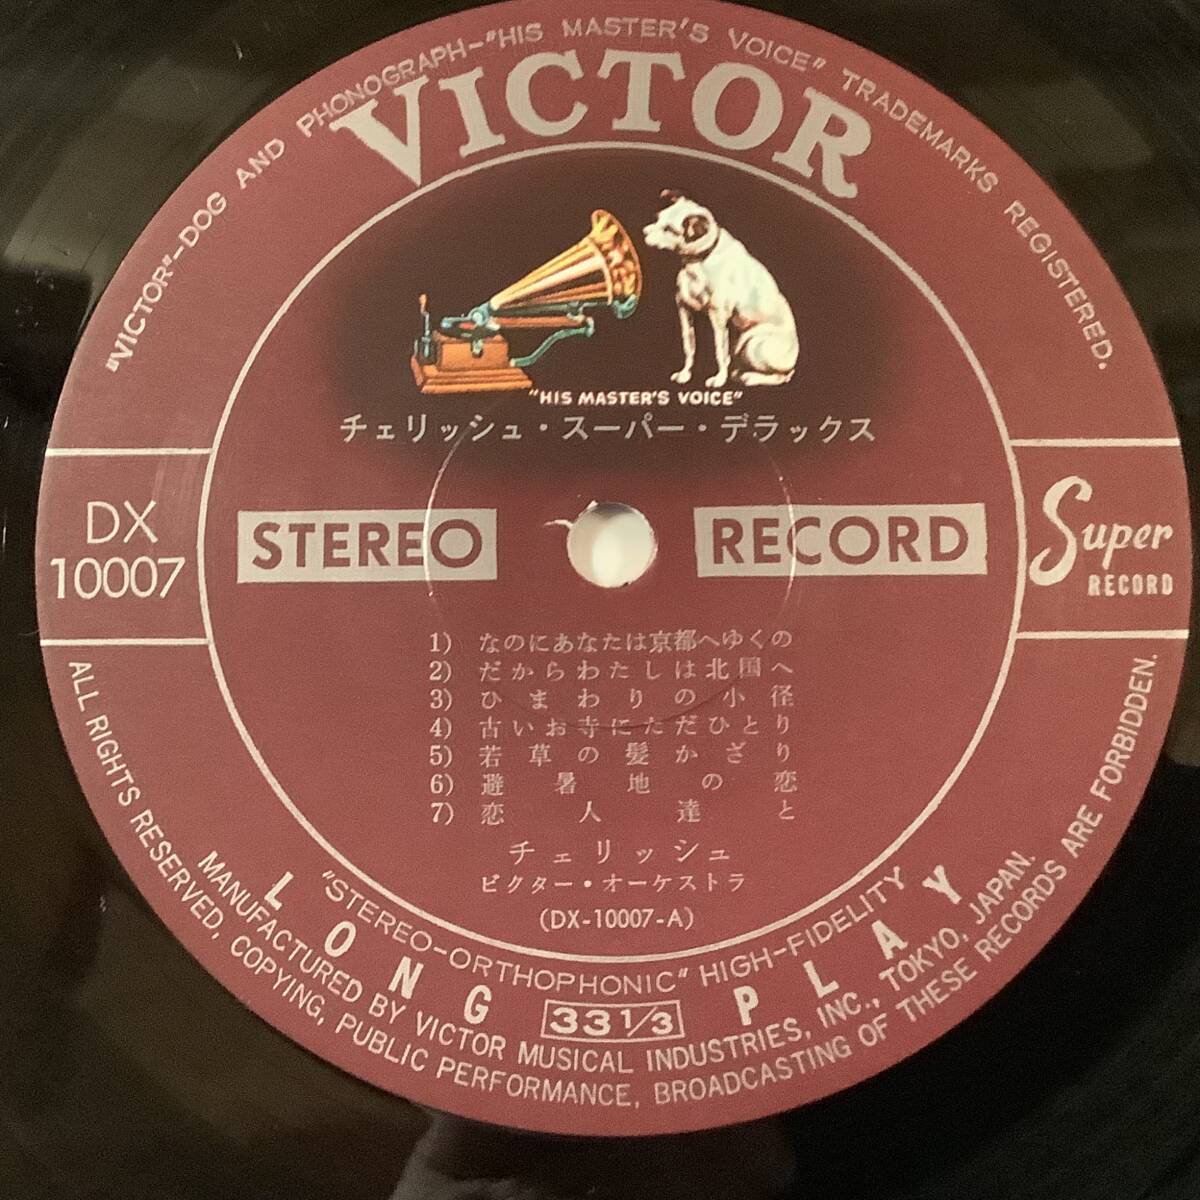 "VICTOR"–DOG AND PHONOGRAPH–"HIS MASTER'S VOICE" TRADEMARKS REGISTERED.
VICTOR
"HIS MASTER'S VOICE"
チェリッシュ・スーパー・デラックス
DX
10007
STEREO RECORD
Super
RECORD
1) なのにあなたは京都へゆくの
2) だからわたしは北国へ
3) ひまわりの小径
4) 古いお寺にただひとり
5) 若草の髪かざり
6) 避暑地の恋
7) 恋人達と
チェリッシュ
ビクター・オーケストラ
(DX-10007-A)
"STEREO–ORTHOPHONIC" HIGH–FIDELITY
LONG 33 1/3 PLAY
MANUFACTURED BY VICTOR MUSICAL INDUSTRIES, INC., TOKYO, JAPAN.
ALL RIGHTS RESERVED, COPYING, PUBLIC PERFORMANCE, BROADCASTING OF THESE RECORDS ARE FORBIDDEN.